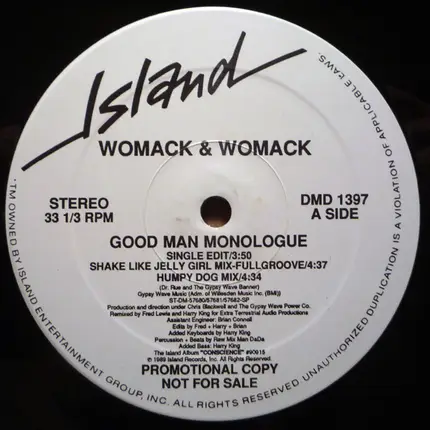 Island
WOMACK & WOMACK
STEREO
33 1/3 RPM
DMD 1397
A SIDE
GOOD MAN MONOLOGUE
SINGLE EDIT/3:50
SHAKE LIKE JELLY GIRL MIX-FULLGROOVE/4:37
HUMPY DOG MIX/4:34
(Dr. Rue and The Gypsy Wave Banner)
Gypsy Wave Music (Adm. of Willesden Music Inc. (BMI))
ST-DM-57680/57681/57682-SP
Production and direction under Chris Blackwell and The Gypsy Wave Power Co.
Remixed by Fred Lewis and Harry King for Extra Terrestrial Audio Productions
Assistant Engineer: Brian Connell
Edits by Fred + Harry + Brian
Added Keyboards by Harry King
Percussion + Beats by Rew Mix Man DaDa
Added Bass: Harry King
The Island Album "CONSCIENCE" #90915
© 1989 Island Records, Inc. All Rights Reserved.
PROMOTIONAL COPY
NOT FOR SALE
"TM OWNED BY ISLAND ENTERTAINMENT GROUP, INC. ALL RIGHTS RESERVED UNAUTHORIZED DUPLICATION IS A VIOLATION OF APPLICABLE LAWS.